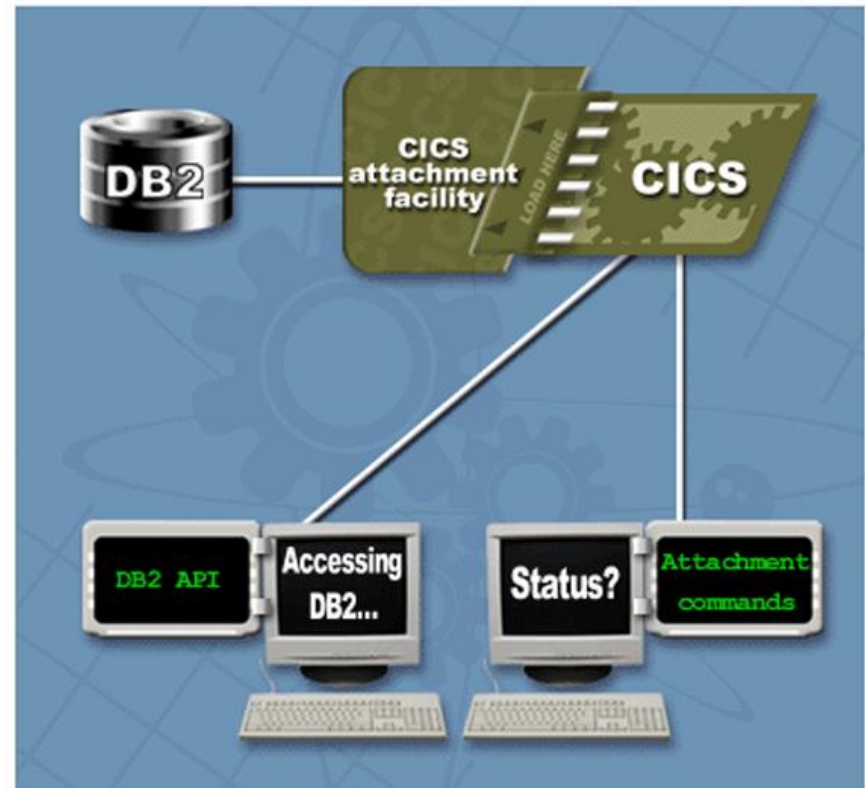 DB2
CICS
attachment
facility
LOAD HERE
CICS
DB2 API
Accessing
DB2...
Status?
Attachment
commands